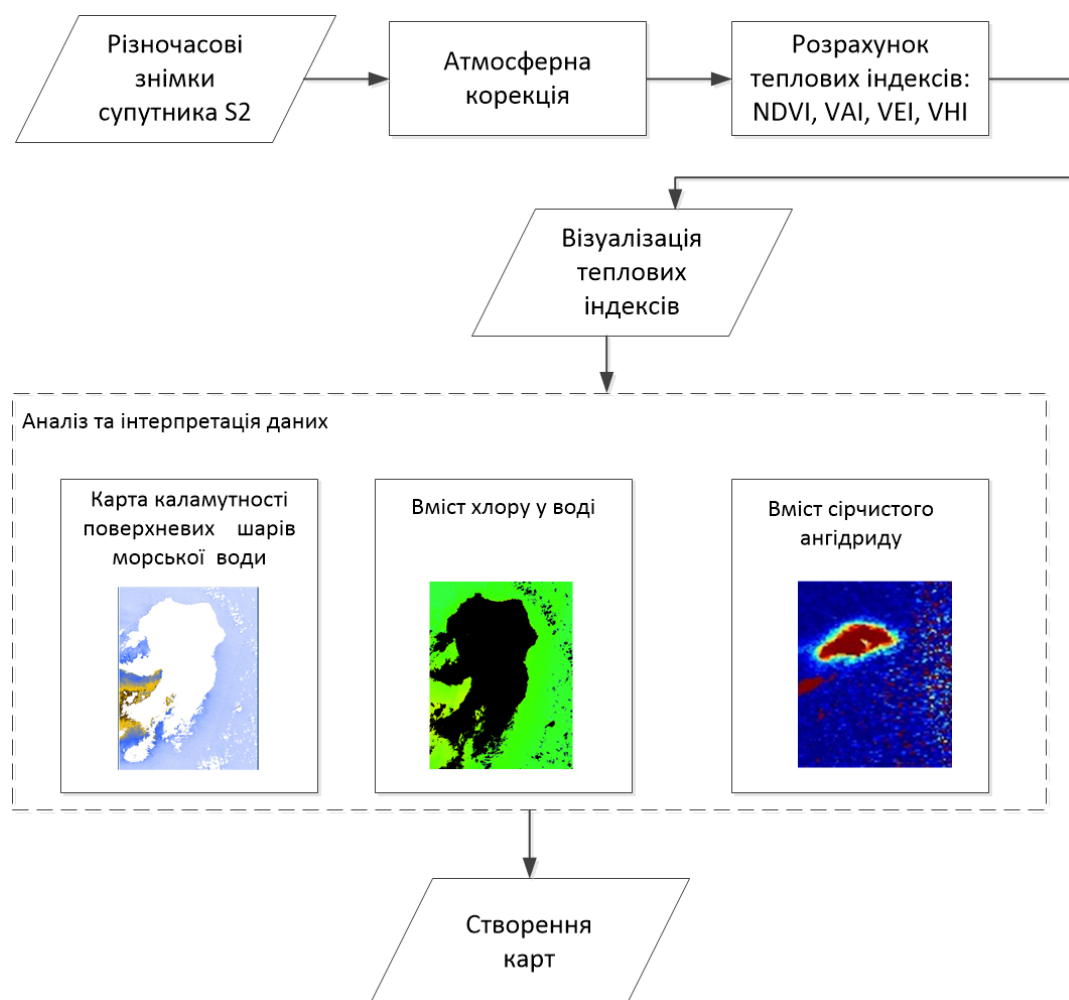 Різночасові
знімки
супутника S2
Атмосферна
корекція
Розрахунок
теплових індексів:
NDVI, VAI, VEI, VHI
Візуалізація
теплових
індексів
Аналіз та інтерпретація даних
Карта каламутності
поверхневих шарів
морської води
Вміст хлору у воді
Вміст сірчистого
ангідриду
Створення
карт